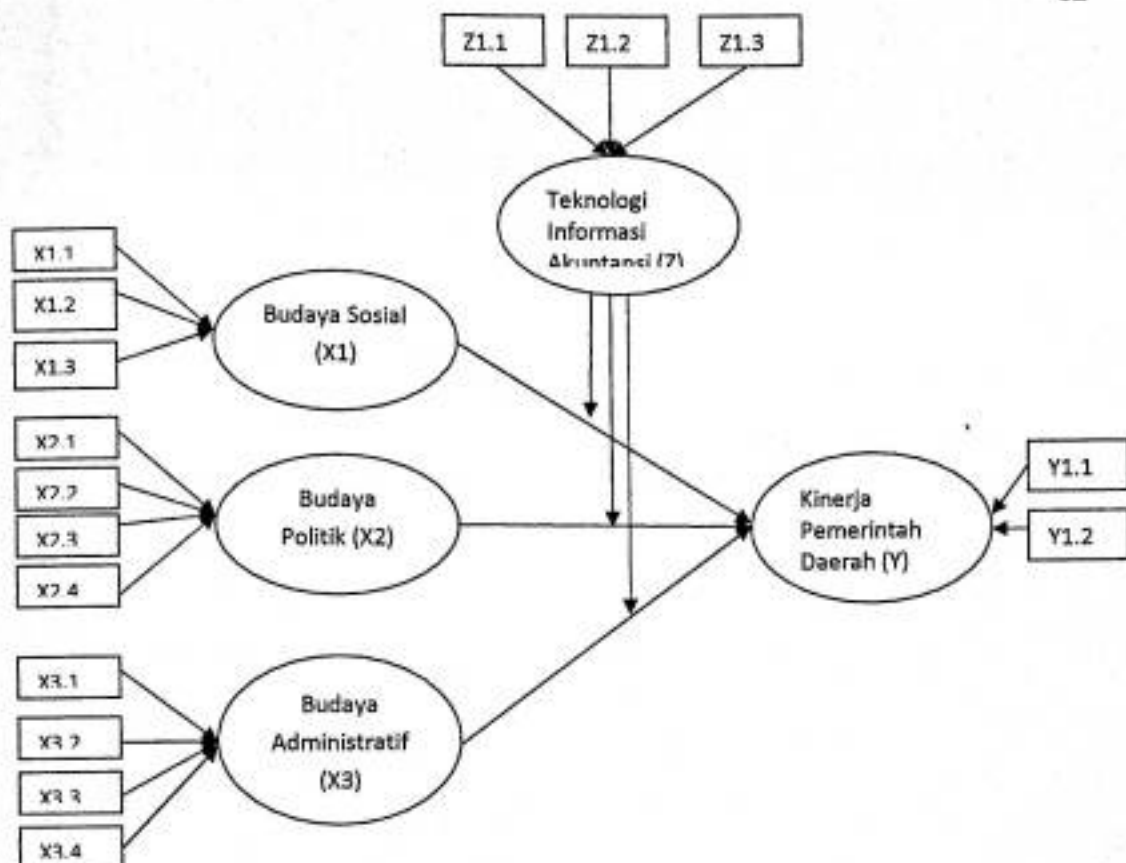 Z1.1
Z1.2
Z1.3
Teknologi
Informasi
Akuntansi (Z)
X1.1
X1.2
X1.3
Budaya Sosial
(X1)
X2.1
X2.2
X2.3
X2.4
Budaya
Politik (X2)
Kinerja
Pemerintah
Daerah (Y)
Y1.1
Y1.2
X3.1
X3.2
X3.3
X3.4
Budaya
Administratif
(X3)